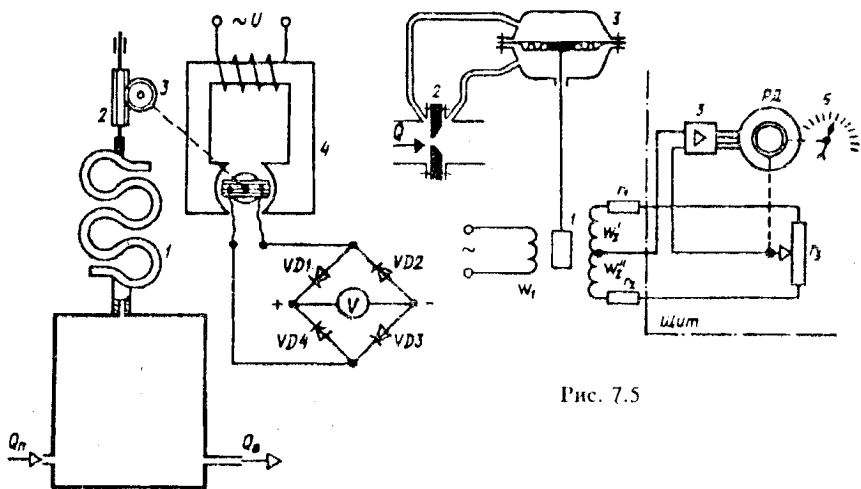 ~ U
2
3
4
1
VD1
VD2
+
V
-
VD4
VD3
Qп
Q
2
3
3
РД
5
1
~
W₁
W₂'
W₂''
r₁
r₂
r₃
Щит
Рис. 7.5